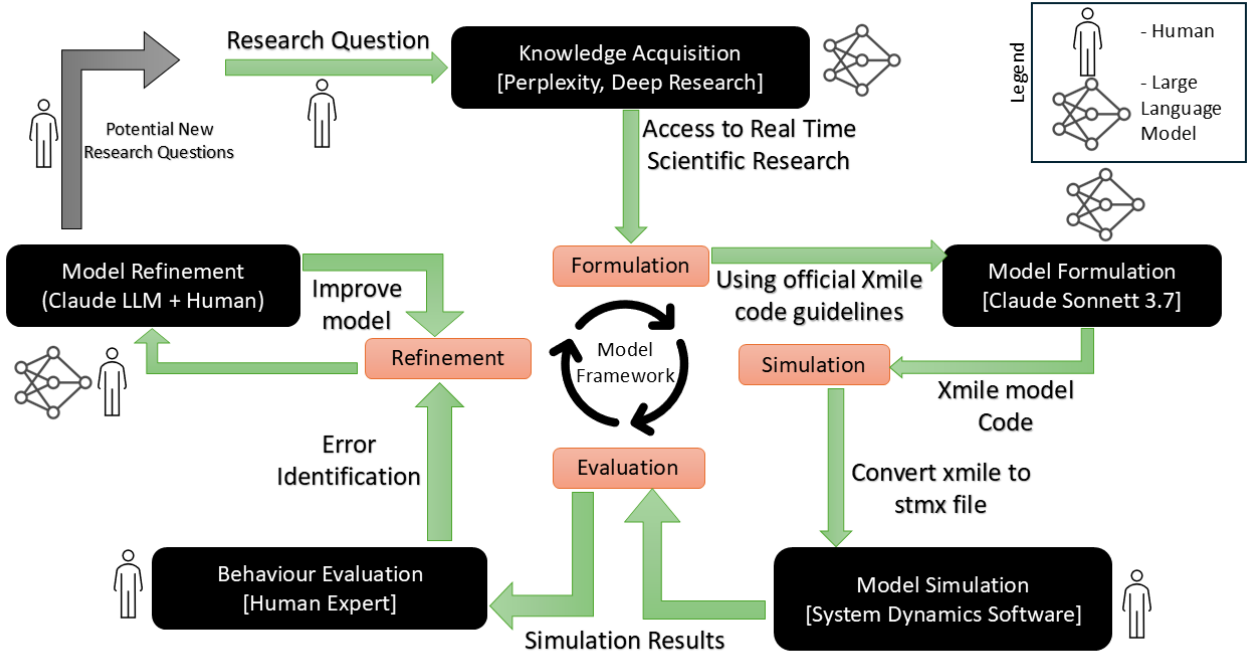 Research Question
Knowledge Acquisition
[Perplexity, Deep Research]
Legend
- Human
- Large
Language
Model
Potential New
Research Questions
Access to Real Time
Scientific Research
Formulation
Using official Xmile
code guidelines
Model Formulation
[Claude Sonnett 3.7]
Model Refinement
(Claude LLM + Human)
Improve
model
Refinement
Model
Framework
Simulation
Xmile model
Code
Error
Identification
Evaluation
Convert xmile to
stmx file
Behaviour Evaluation
[Human Expert]
Simulation Results
Model Simulation
[System Dynamics Software]